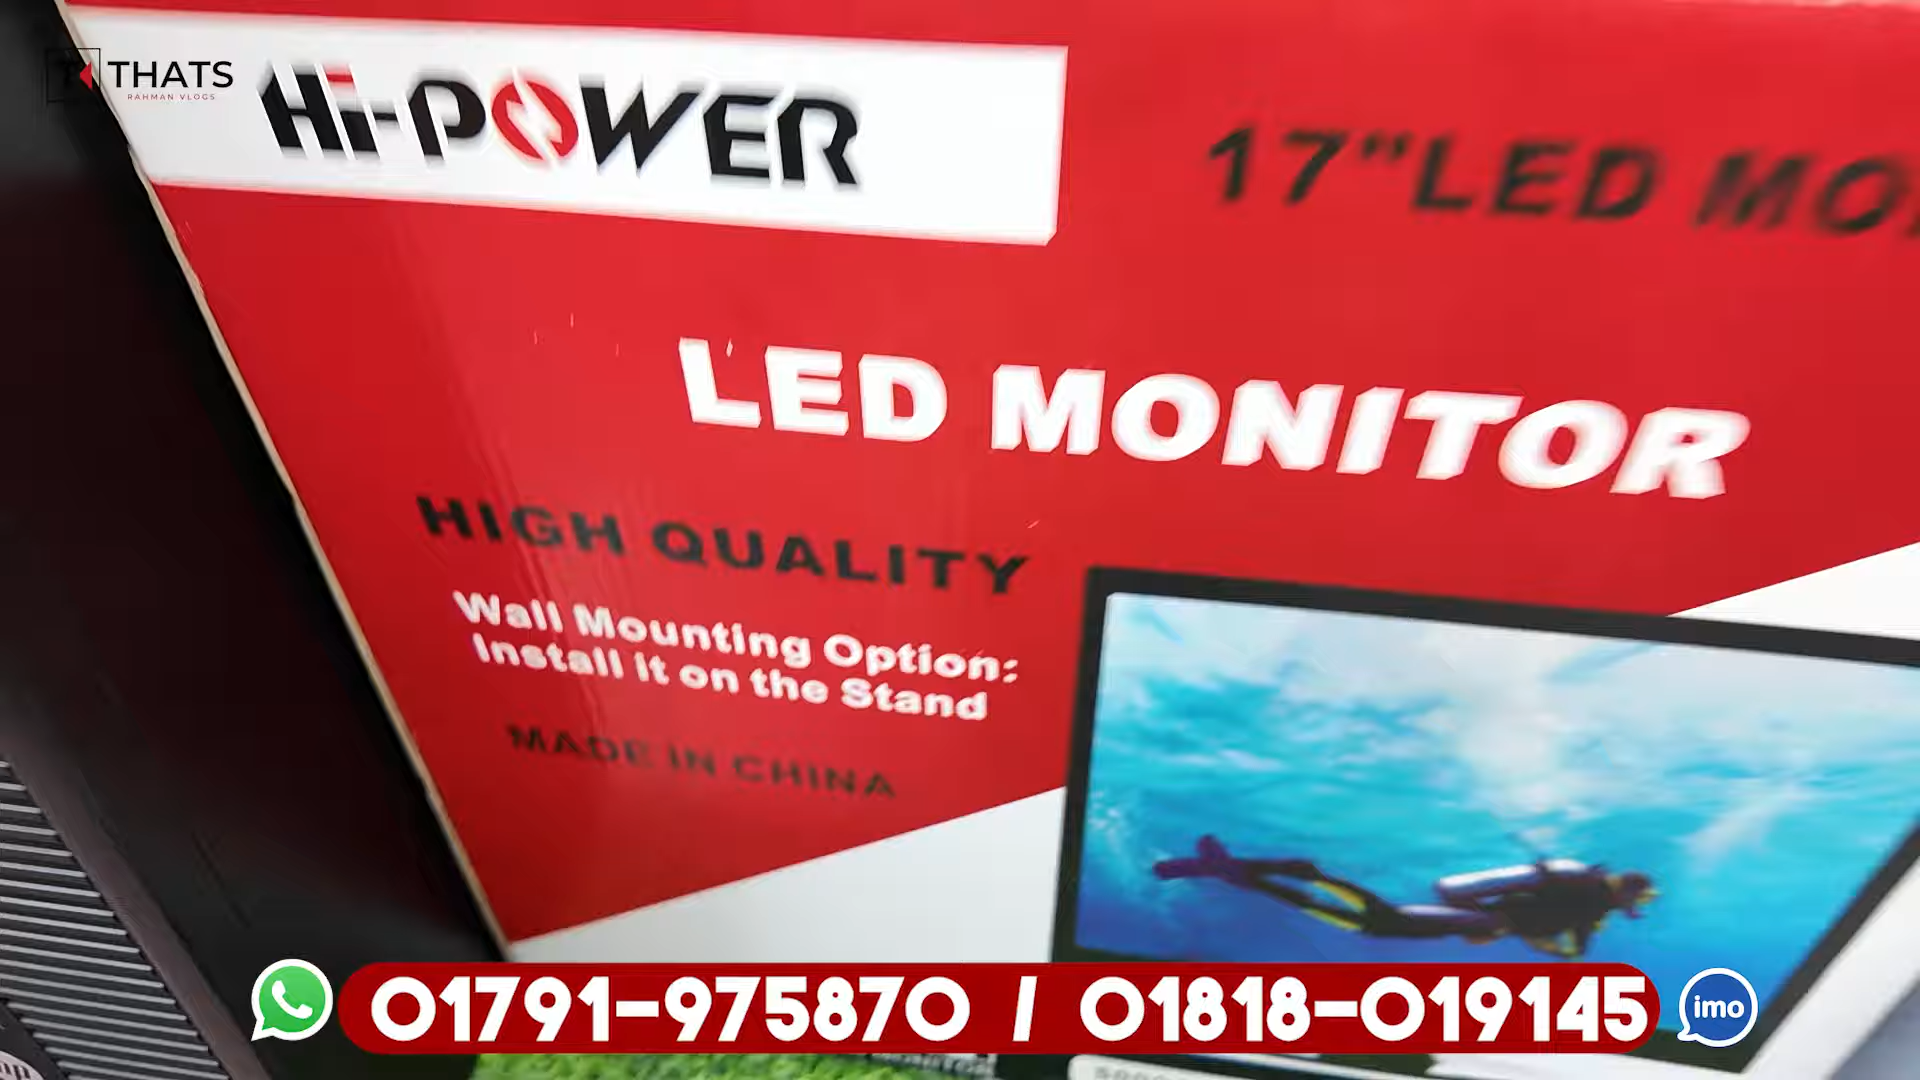 THATS
RAHMAN VLOGS
Hi-POWER
17"LED MO
LED MONITOR
HIGH QUALITY
Wall Mounting Option:
Install it on the Stand
MADE IN CHINA
01791-975870 / 01818-019145
imo